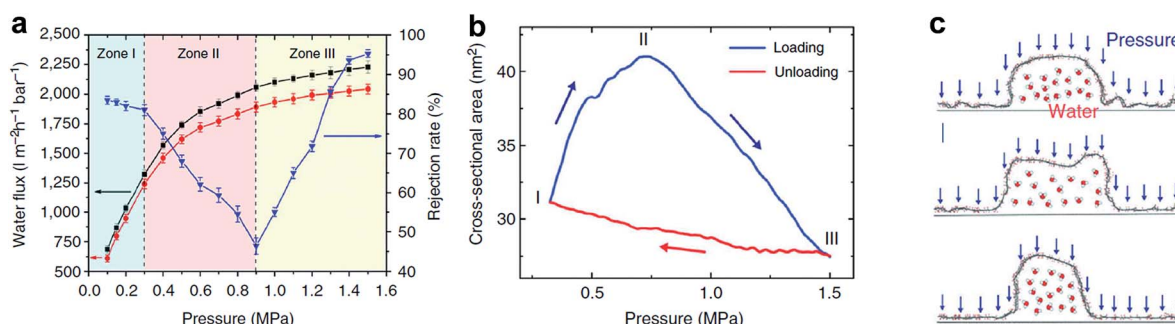 a
Zone I
Zone II
Zone III
2,500
2,250
2,000
1,750
1,500
1,250
1,000
750
500
Water flux (l m⁻²h⁻¹ bar⁻¹)
0.0 0.2 0.4 0.6 0.8 1.0 1.2 1.4 1.6
Pressure (MPa)
100
90
80
70
60
50
40
Rejection rate (%)
b
II
Loading
Unloading
40
35
30
Cross-sectional area (nm²)
I
III
0.5 1.0 1.5
Pressure (MPa)
c
Pressure
Water